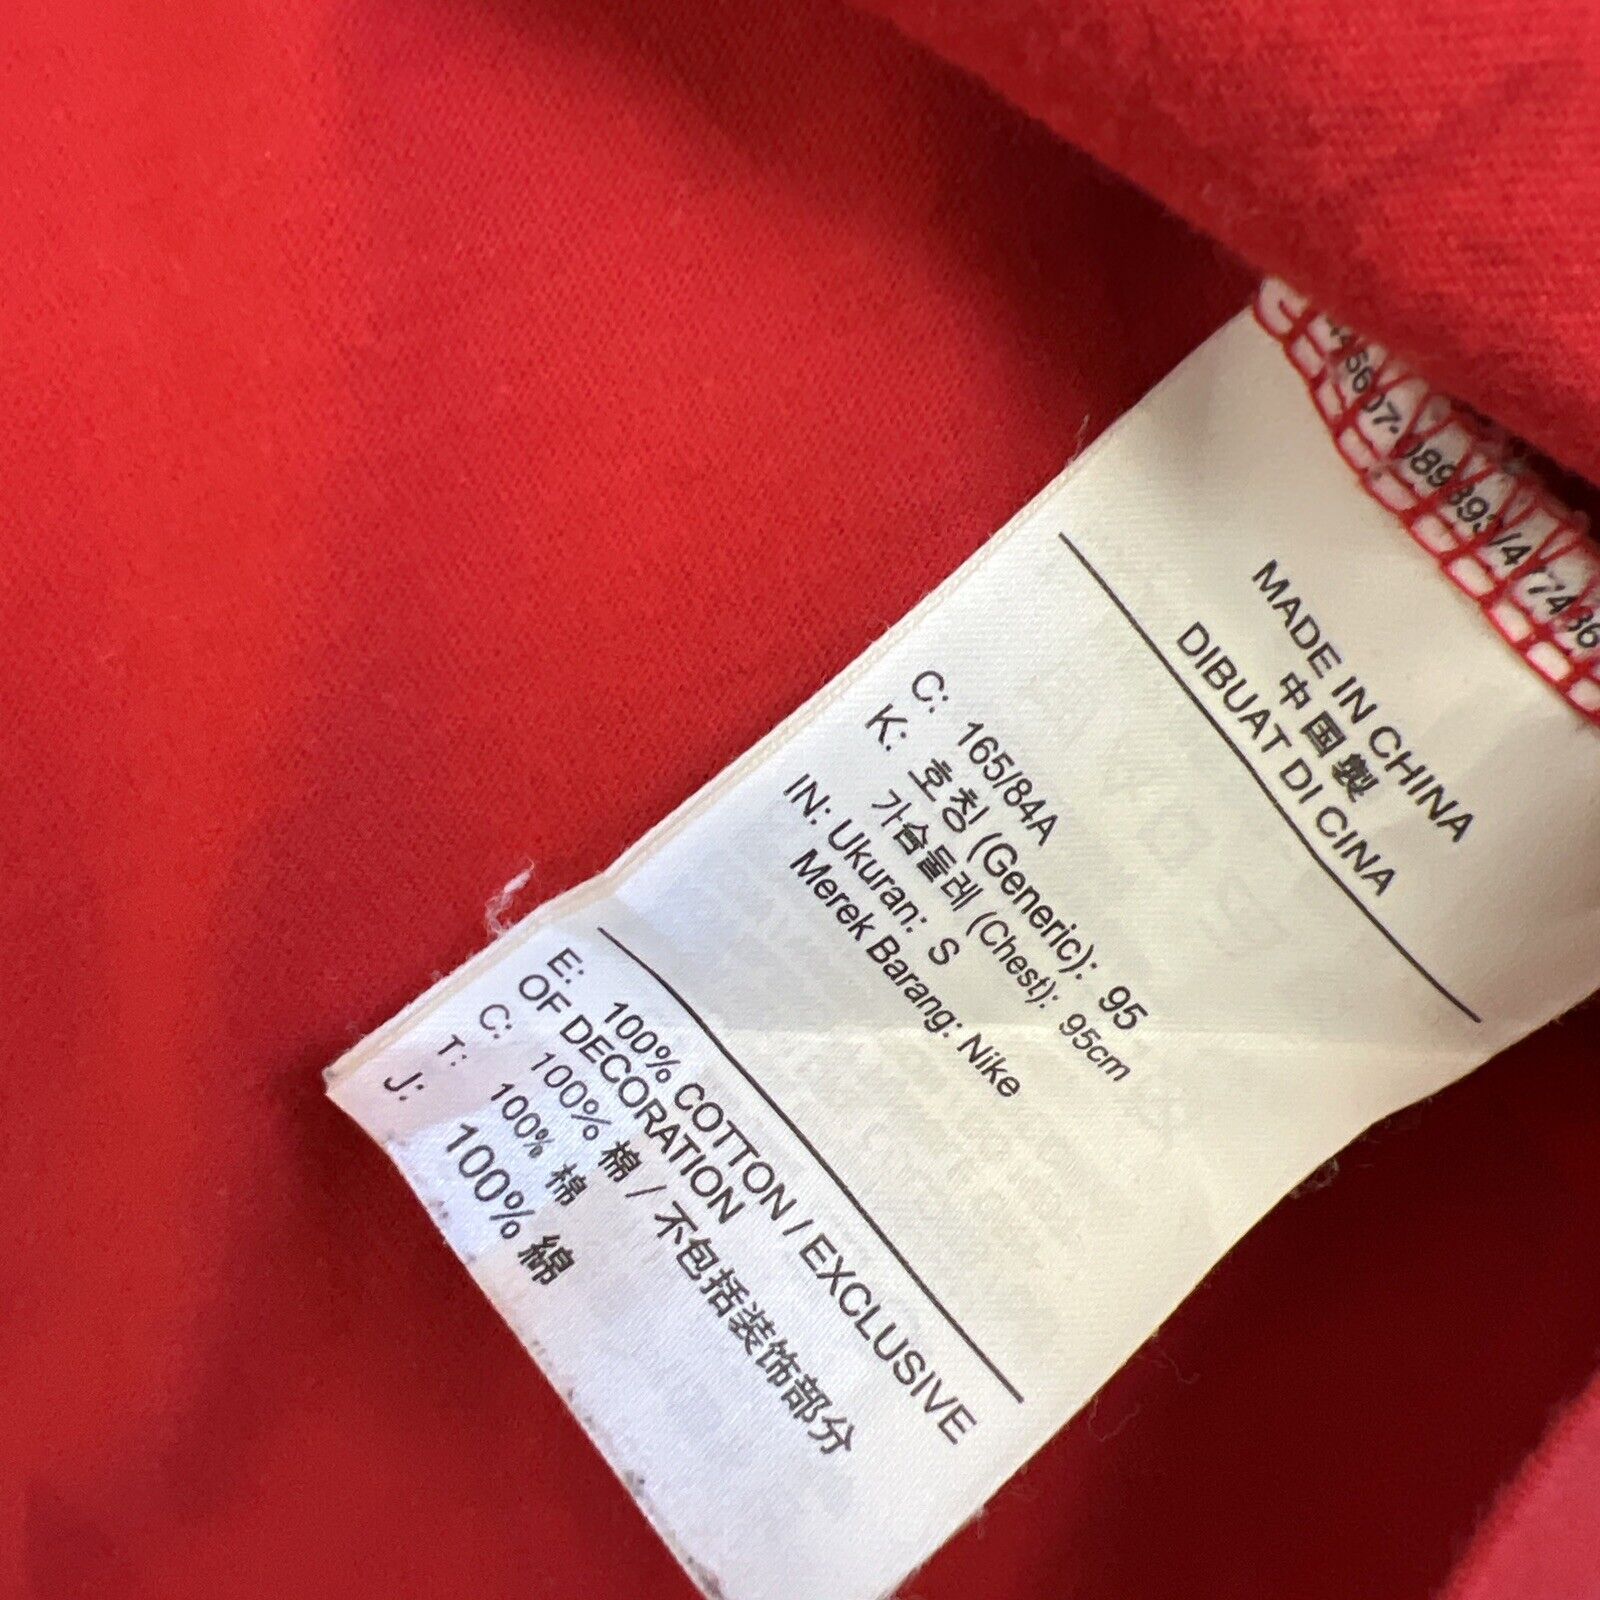 MADE IN CHINA
中国製
DIBUAT DI CINA
C: 165/84A
K: 호칭 (Generic): 95
가슴둘레 (Chest): 95cm
IN: Ukuran: S
Merek Barang: Nike
E: 100% COTTON / EXCLUSIVE
OF DECORATION
C: 100% 棉 / 不包括装饰部分
T: 100% 棉
J: 100% 綿